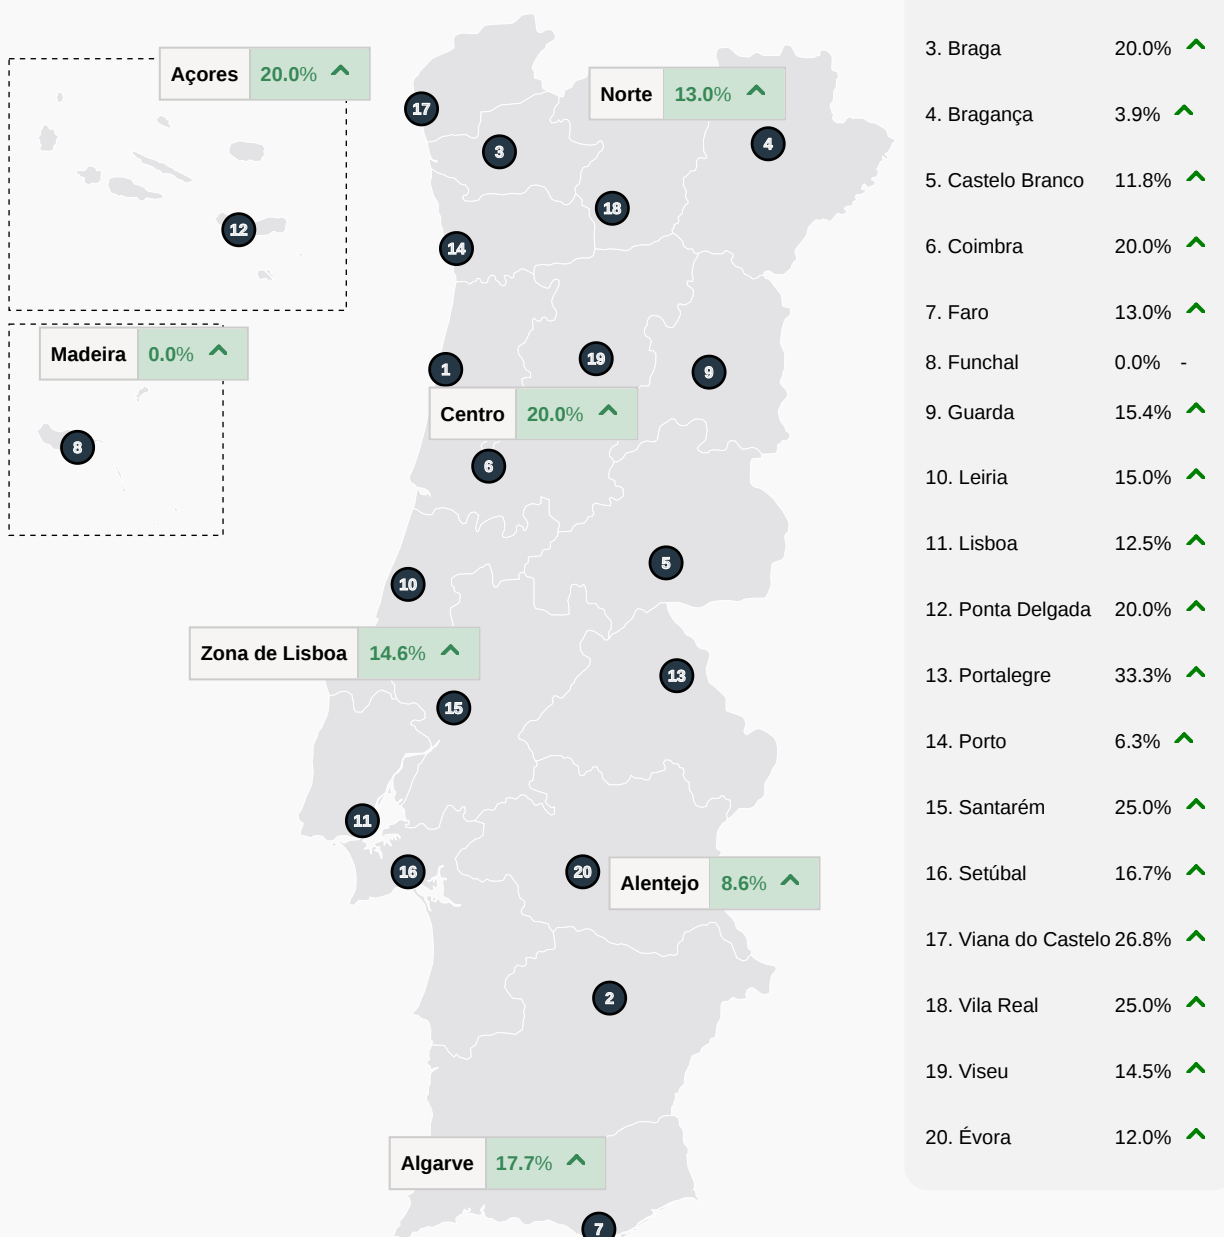 Açores 20.0%
Norte 13.0%
17
3
4
18
12
14
Madeira 0.0%
1
19
9
Centro 20.0%
8
6
5
10
Zona de Lisboa 14.6%
13
15
11
16
20
Alentejo 8.6%
2
Algarve 17.7%
7
3. Braga 20.0%
4. Bragança 3.9%
5. Castelo Branco 11.8%
6. Coimbra 20.0%
7. Faro 13.0%
8. Funchal 0.0% -
9. Guarda 15.4%
10. Leiria 15.0%
11. Lisboa 12.5%
12. Ponta Delgada 20.0%
13. Portalegre 33.3%
14. Porto 6.3%
15. Santarém 25.0%
16. Setúbal 16.7%
17. Viana do Castelo 26.8%
18. Vila Real 25.0%
19. Viseu 14.5%
20. Évora 12.0%